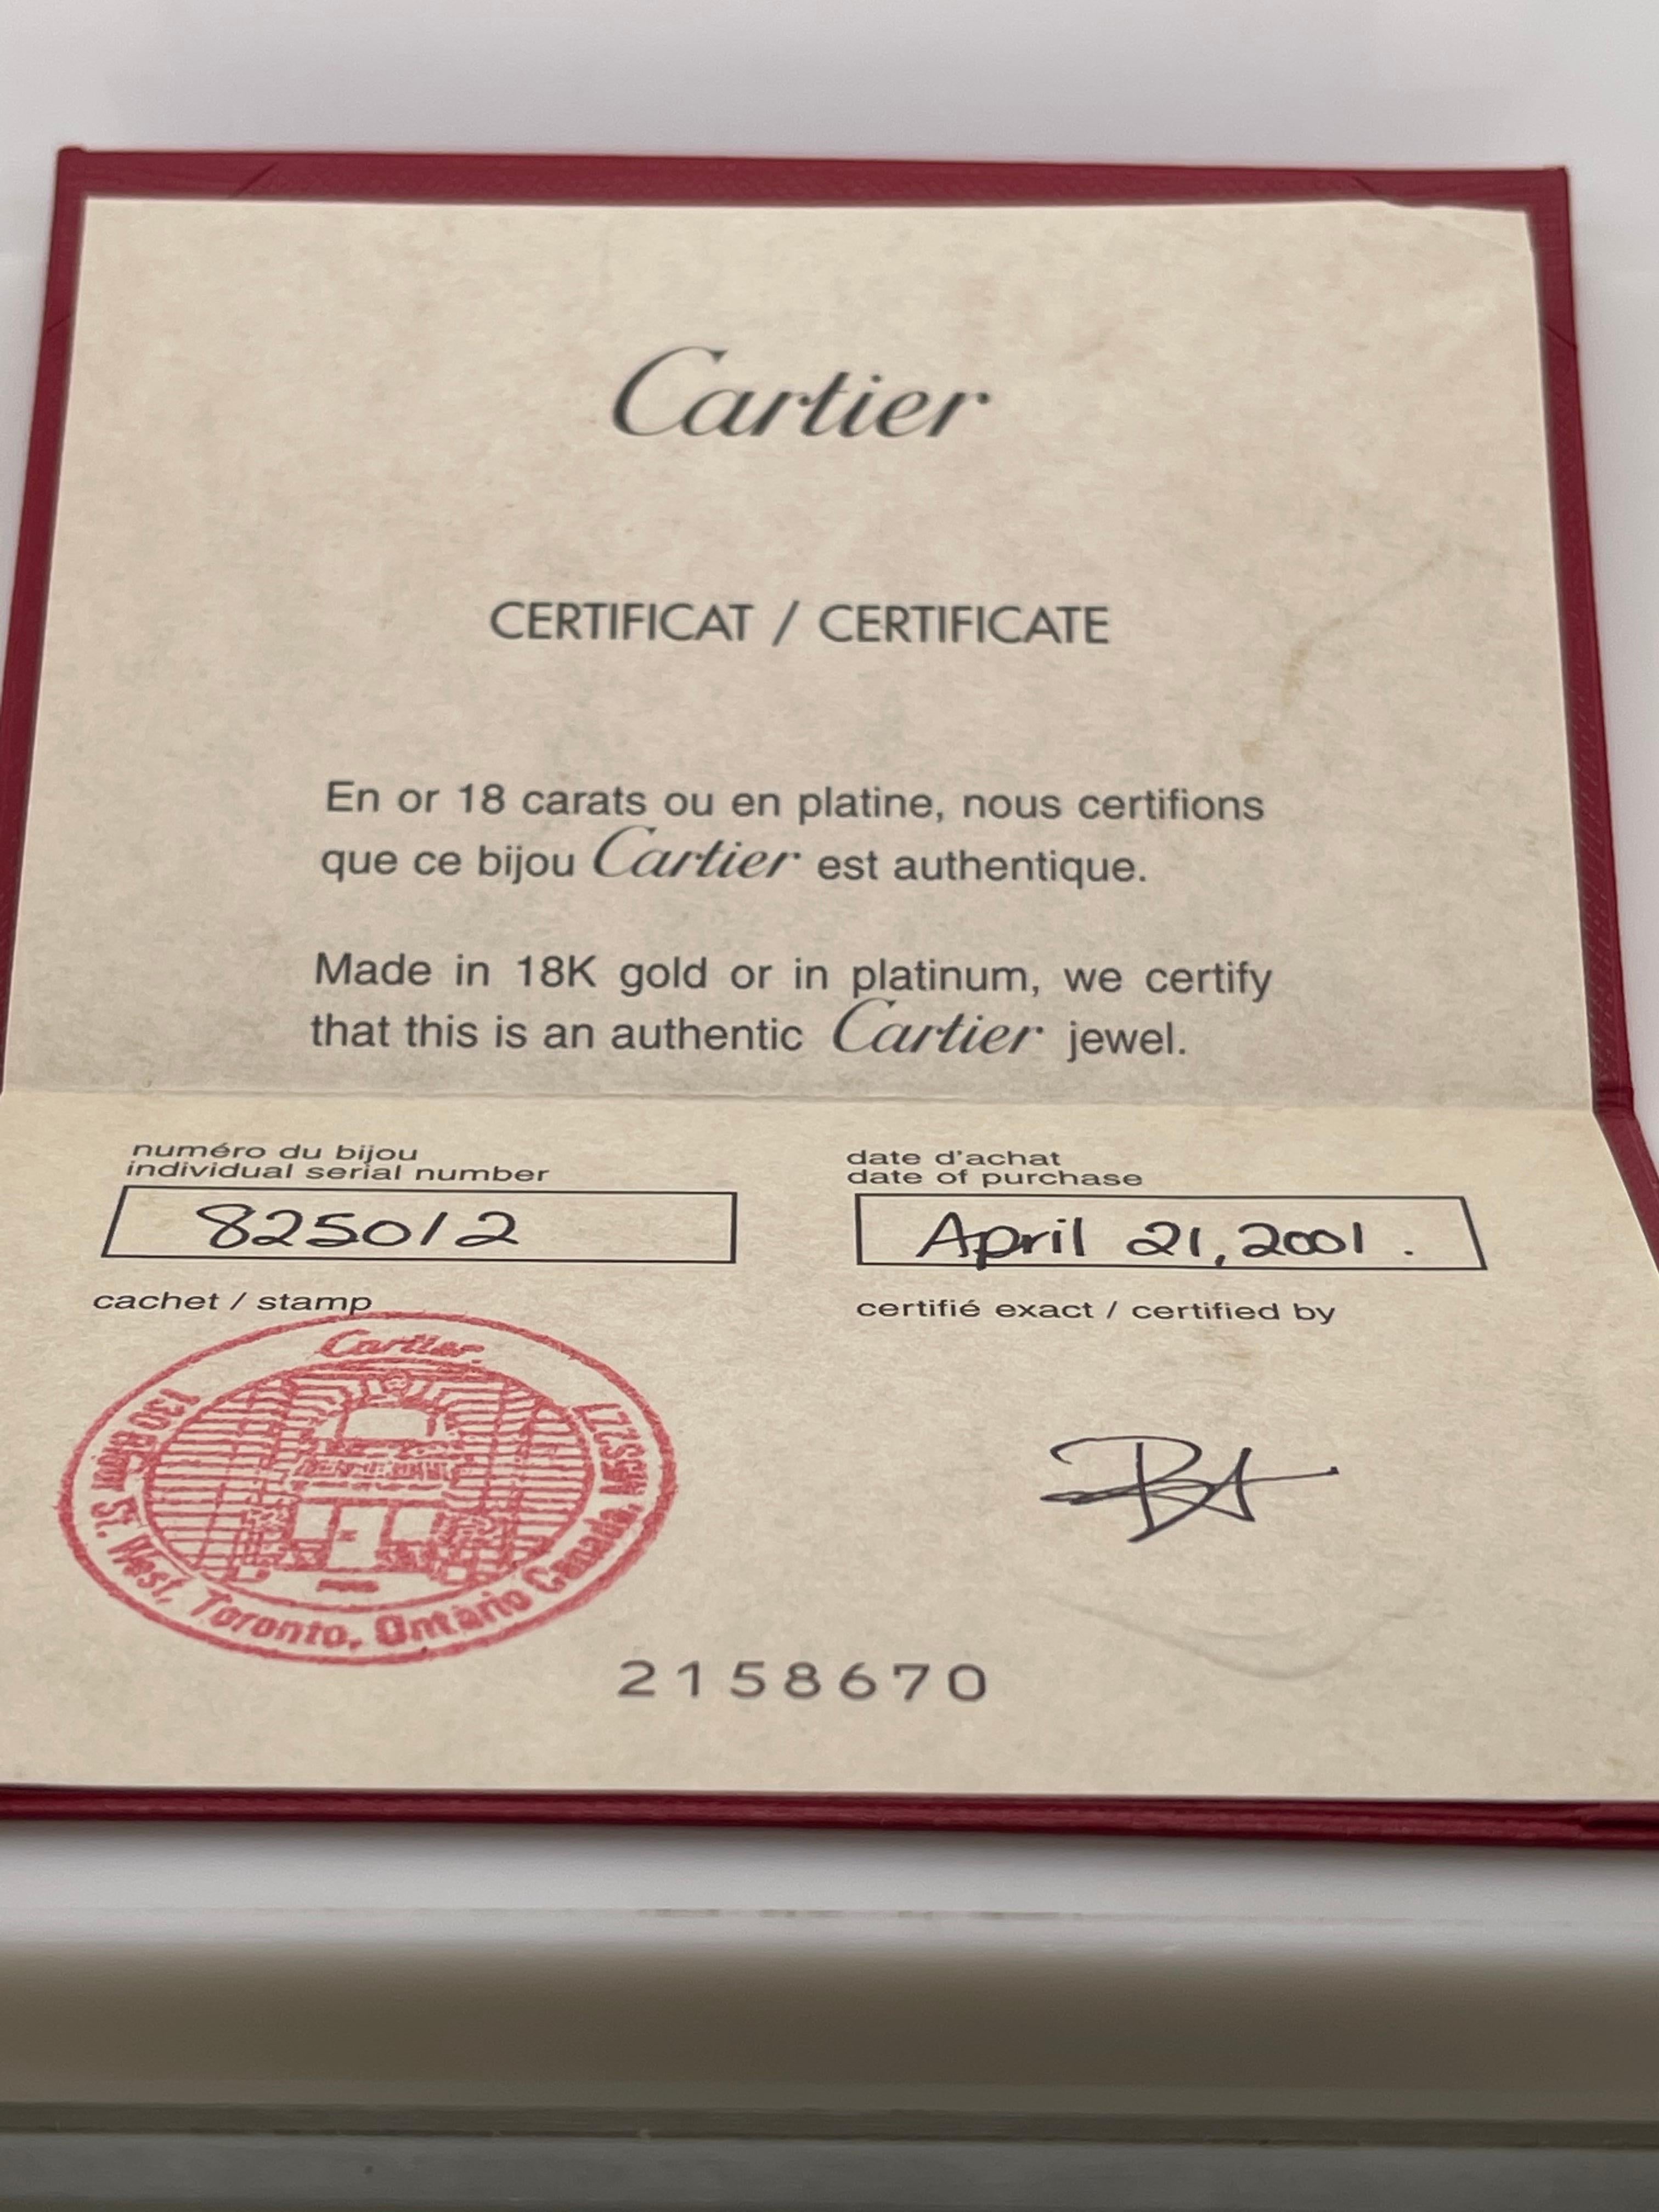 Cartier
CERTIFICAT / CERTIFICATE
En or 18 carats ou en platine, nous certifions
que ce bijou Cartier est authentique.
Made in 18K gold or in platinum, we certify
that this is an authentic Cartier jewel.
numéro du bijou
individual serial number
825012
date d'achat
date of purchase
April 21, 2001.
cachet / stamp
certifié exact / certified by
Cartier
130 Bloor St. West, Toronto, Ontario Canada, M5S
2158670